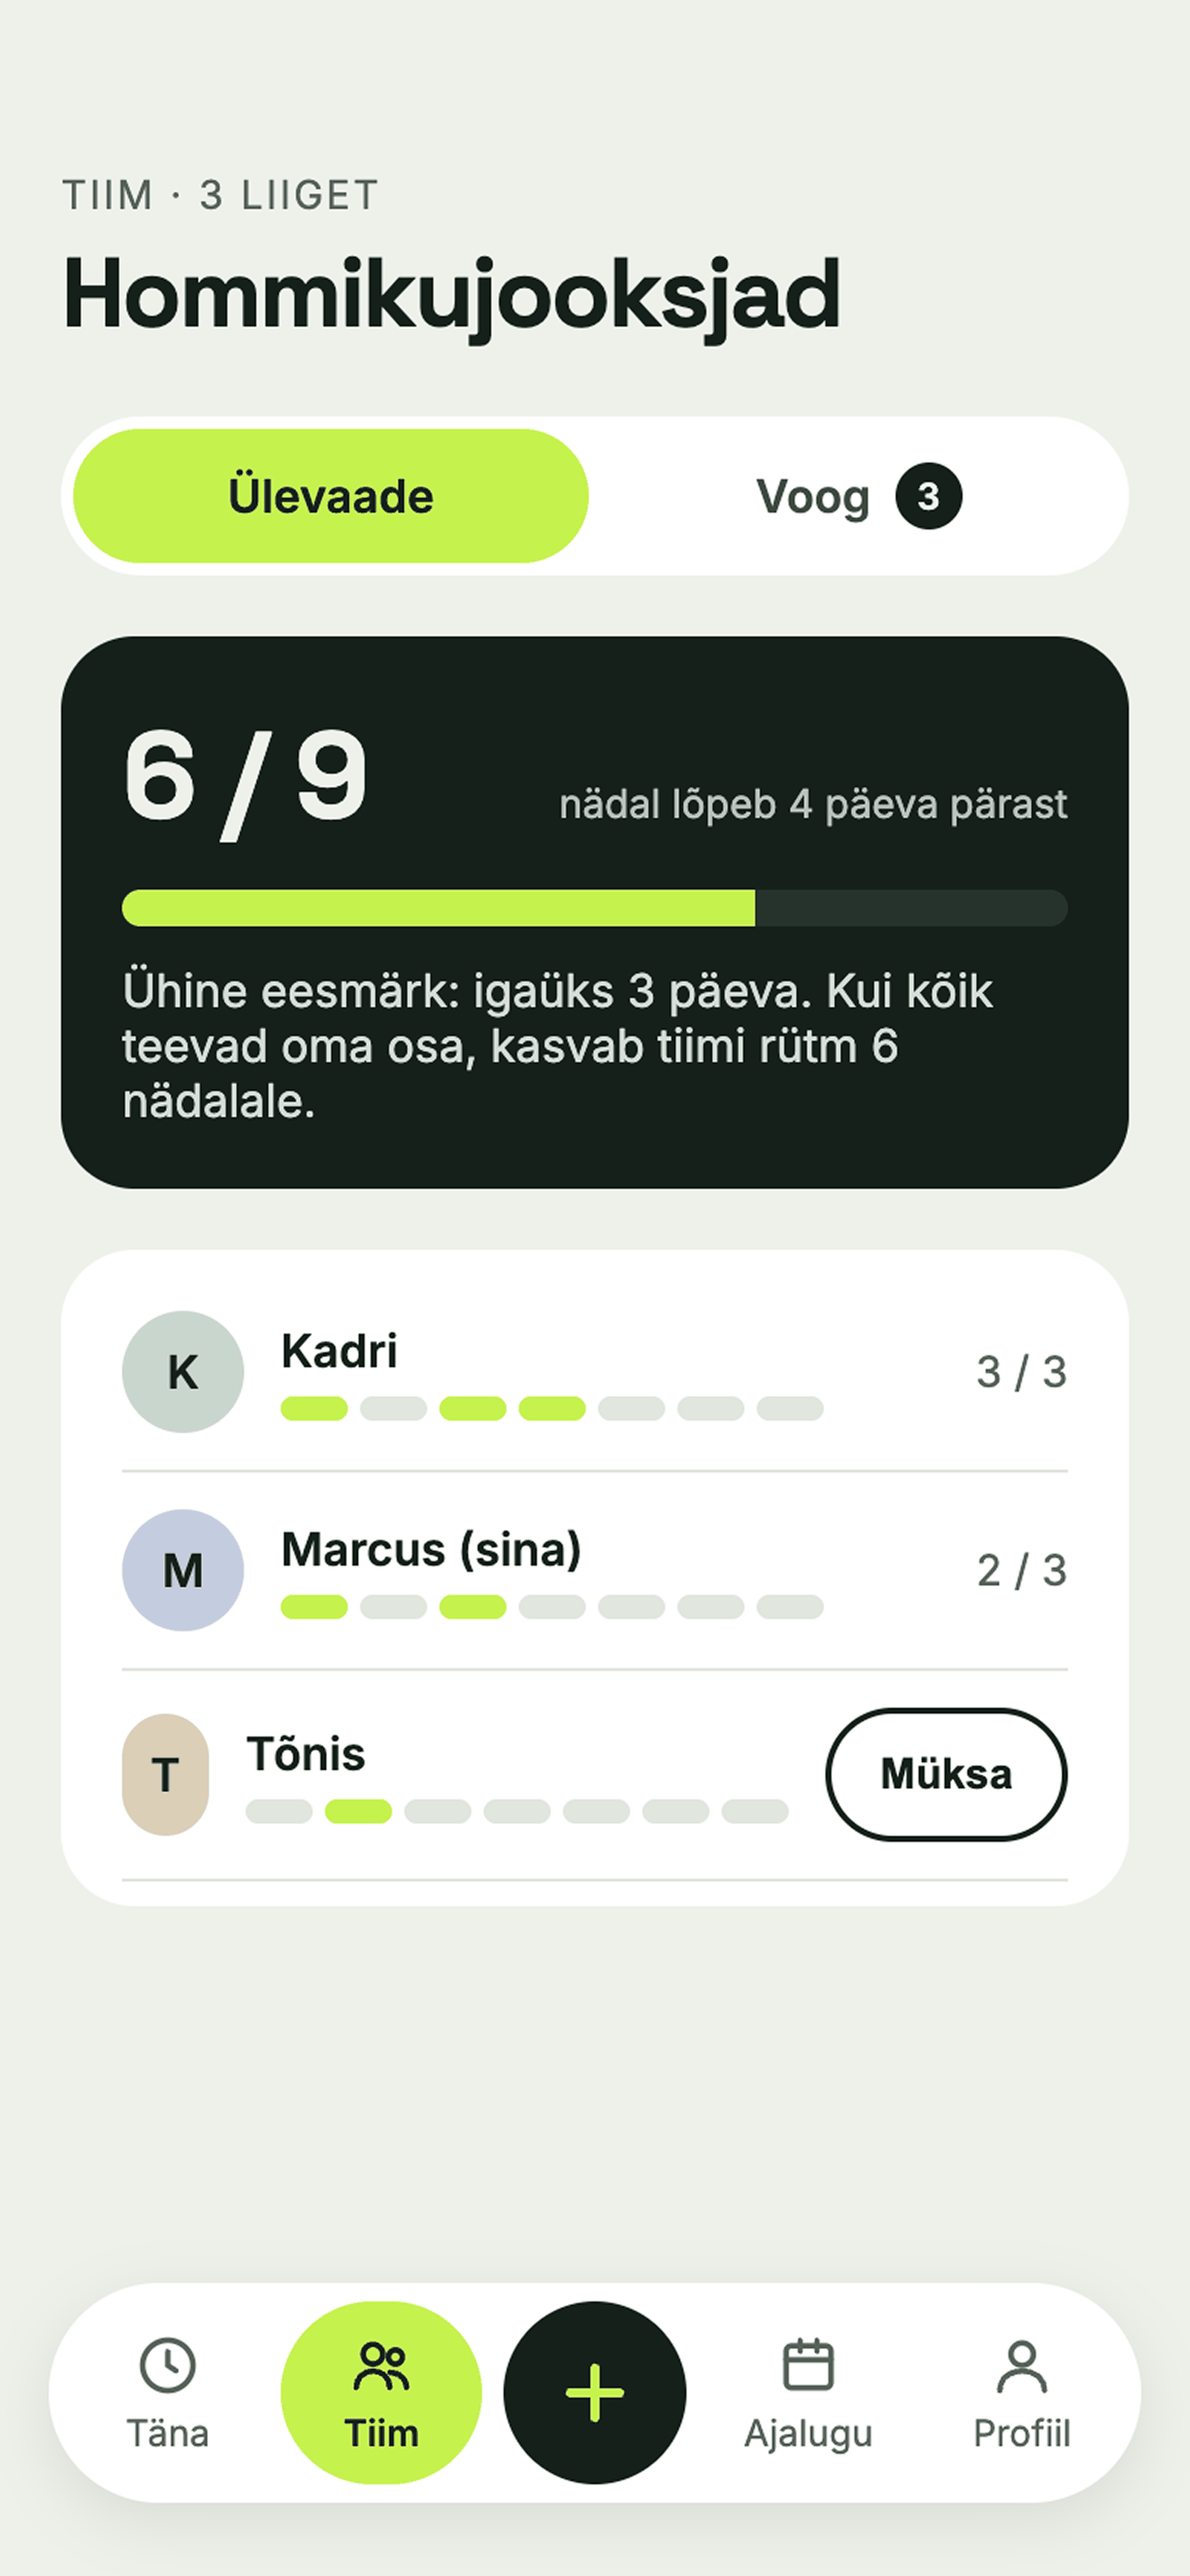 TIIM · 3 LIIGET
Hommikujooksjad
Ülevaade
Voog 3
6/9
nädal lõpeb 4 päeva pärast
Ühine eesmärk: igaüks 3 päeva. Kui kõik
teevad oma osa, kasvab tiimi rütm 6
nädalale.
K
Kadri
3 / 3
M
Marcus (sina)
2 / 3
T
Tõnis
Müksa
Täna
Tiim
Ajalugu
Profiil